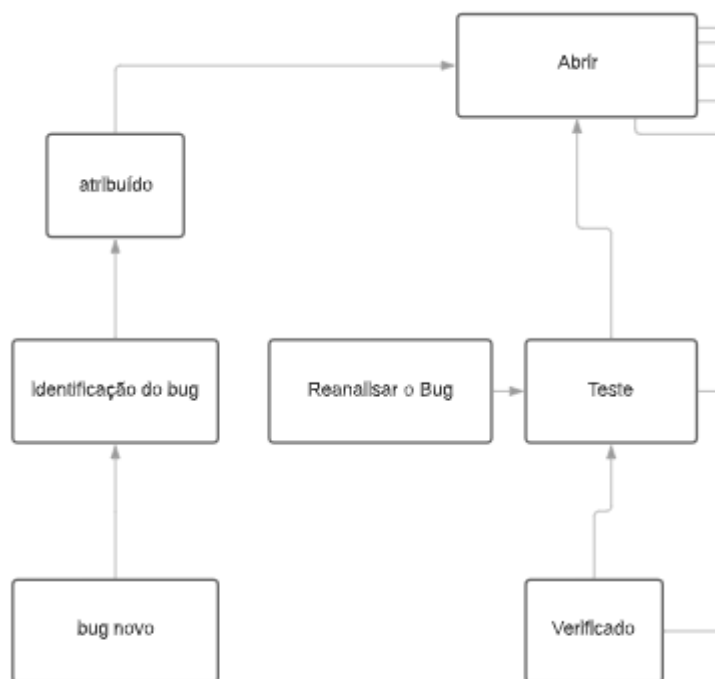 Abrir
atribuído
Identificação do bug
Reanalisar o Bug
Teste
bug novo
Verificado